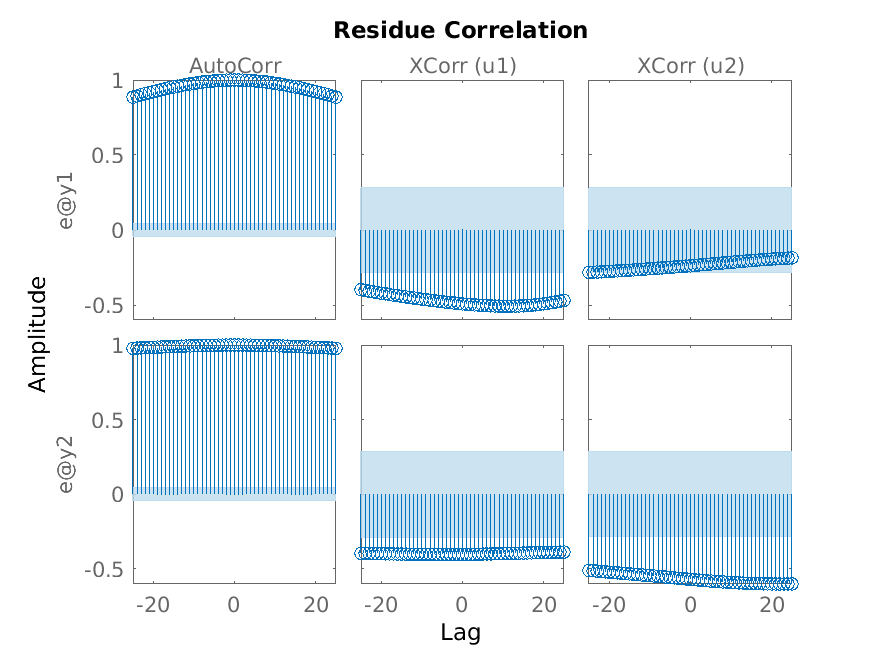 Residue Correlation
AutoCorr XCorr (u1) XCorr (u2)
1
0.5
0
-0.5
e@y1
1
0.5
0
-0.5
e@y2
Amplitude
-20 0 20 -20 0 20 -20 0 20
Lag